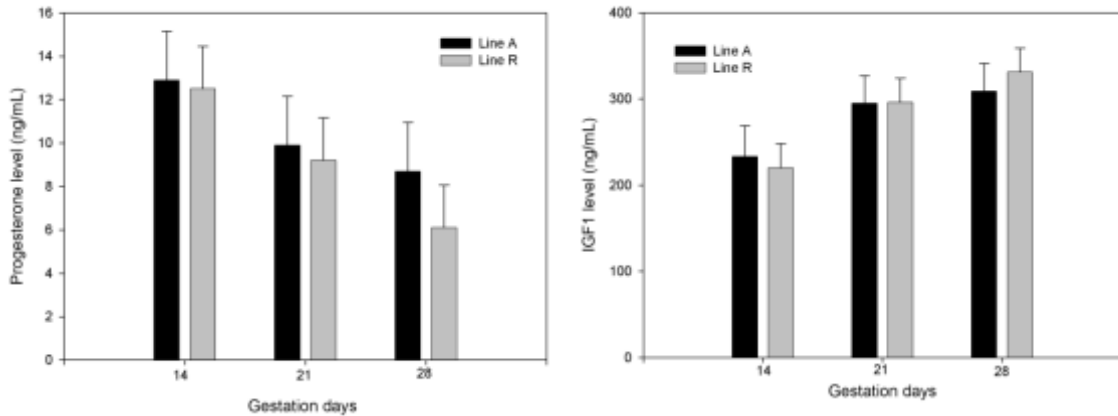 Progesterone level (ng/mL)
16
14
12
10
8
6
4
2
0
Line A
Line R
14 21 28
Gestation days
IGF1 level (ng/mL)
400
300
200
100
0
Line A
Line R
14 21 28
Gestation days